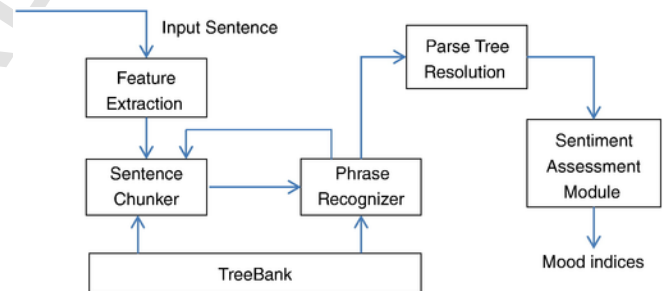 Input Sentence
Feature
Extraction
Sentence
Chunker
Phrase
Recognizer
TreeBank
Parse Tree
Resolution
Sentiment
Assessment
Module
Mood indices